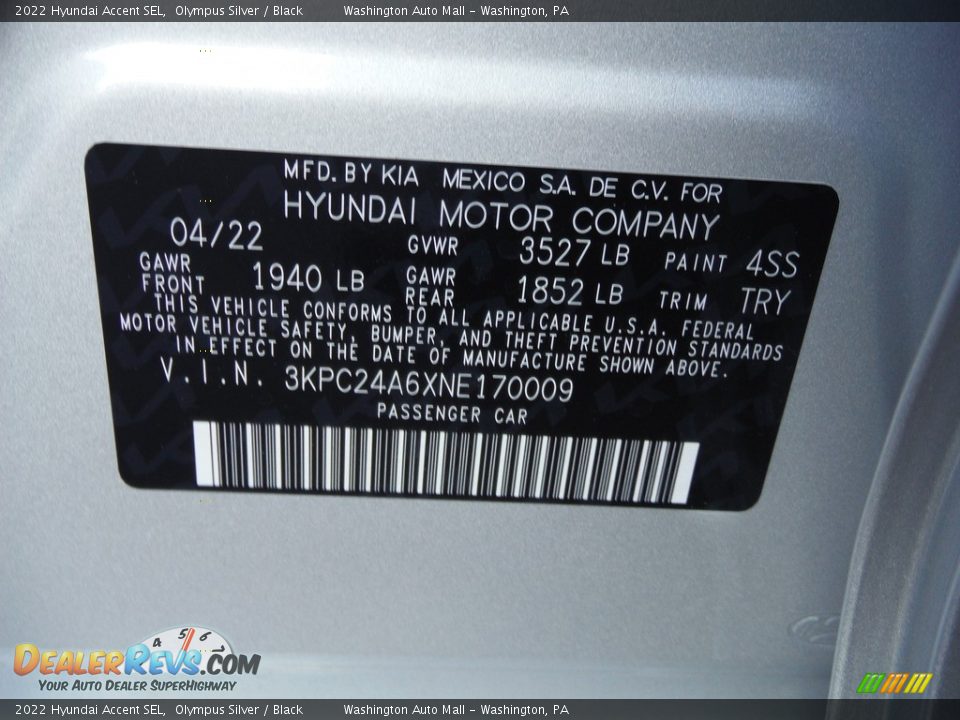 2022 Hyundai Accent SEL, Olympus Silver / Black Washington Auto Mall - Washington, PA
MFD. BY KIA MEXICO S.A. DE C.V. FOR
HYUNDAI MOTOR COMPANY
04/22 GVWR 3527 LB PAINT 4SS
GAWR FRONT 1940 LB GAWR REAR 1852 LB TRIM TRY
THIS VEHICLE CONFORMS TO ALL APPLICABLE U.S.A. FEDERAL
MOTOR VEHICLE SAFETY, BUMPER, AND THEFT PREVENTION STANDARDS
IN EFFECT ON THE DATE OF MANUFACTURE SHOWN ABOVE.
V.I.N. 3KPC24A6XNE170009
PASSENGER CAR
4 5 6
DEALERREVS.COM
YOUR AUTO DEALER SUPERHIGHWAY
2022 Hyundai Accent SEL, Olympus Silver / Black Washington Auto Mall - Washington, PA